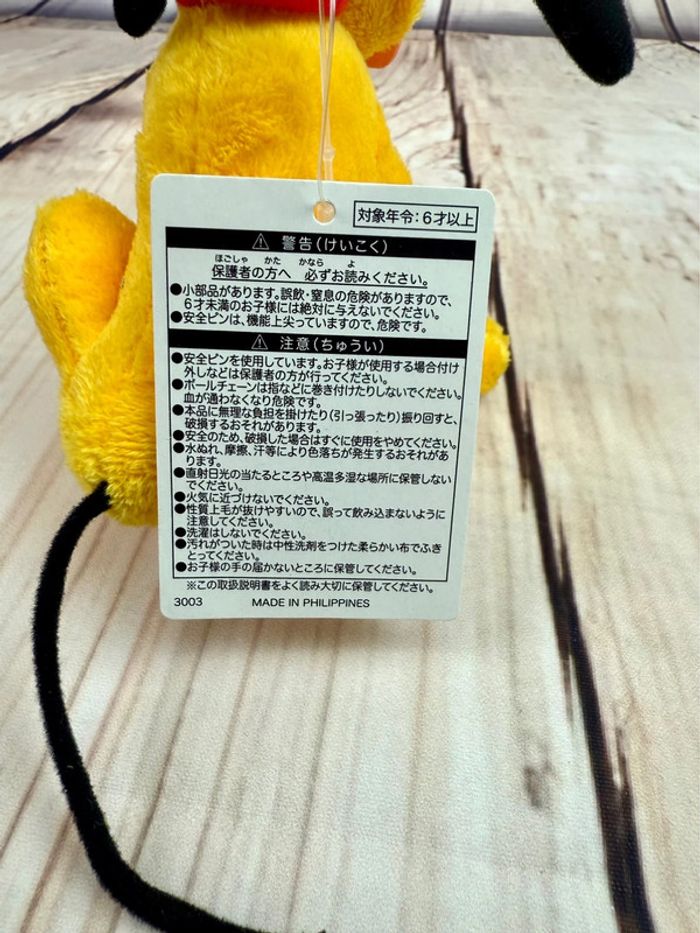 対象年令:6才以上
⚠ 警告(けいこく)
ほごしゃ かた かなら よ
保護者の方へ 必ずお読みください。
●小部品があります。誤飲・窒息の危険がありますので、
6才未満のお子様には絶対に与えないでください。
●安全ピンは、機能上尖っていますので、危険です。
⚠ 注意(ちゅうい)
●安全ピンを使用しています。お子様が使用する場合付け
外しなどは保護者の方が行ってください。
●ボールチェーンは指などに巻き付けたりしないでください。
血が通わなくなり危険です。
●本品に無理な負担を掛けたり(引っ張ったり)振り回すと、
破損するおそれがあります。
●安全のため、破損した場合はすぐに使用をやめてください。
●水ぬれ、摩擦、汗等により色落ちが発生するおそれがあ
ります。
●直射日光の当たるところや高温多湿な場所に保管しない
でください。
●火気に近づけないでください。
●性質上毛が抜けやすいので、誤って飲み込まないように
注意してください。
●洗濯はしないでください。
●汚れがついた時は中性洗剤をつけた柔らかい布でふき
とってください。
●お子様の手の届かないところに保管してください。
※この取扱説明書をよく読み大切に保管してください。
3003 MADE IN PHILIPPINES